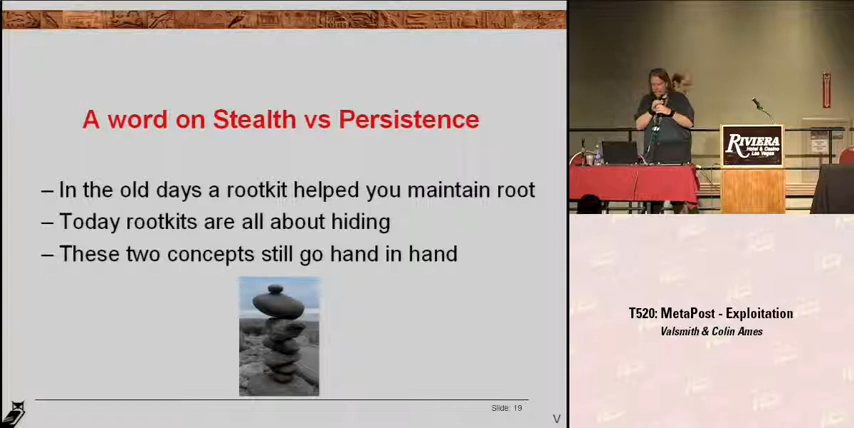 A word on Stealth vs Persistence
– In the old days a rootkit helped you maintain root
– Today rootkits are all about hiding
– These two concepts still go hand in hand
Slide: 19
V
RIVIERA
Hotel & Casino
Las Vegas
T520: MetaPost - Exploitation
Valsmith & Colin Ames